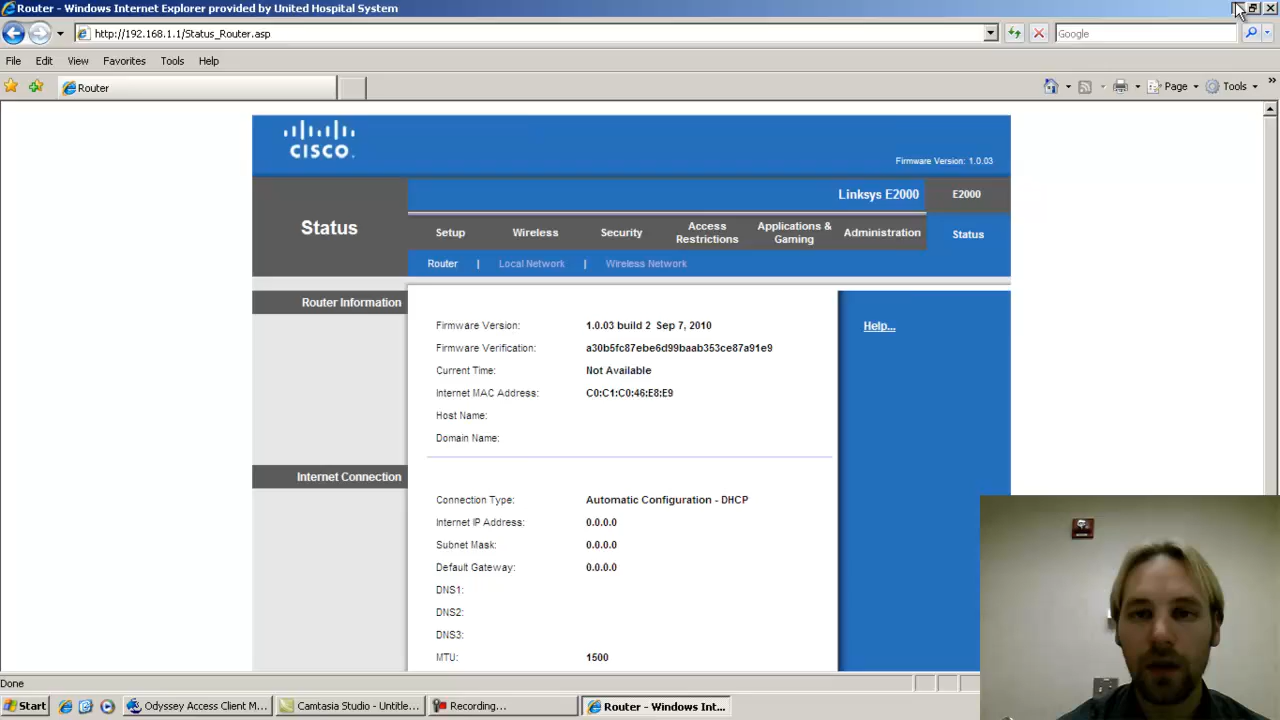 Router - Windows Internet Explorer provided by United Hospital System
http://192.168.1.1/Status_Router.asp
Google
File Edit View Favorites Tools Help
Router
Page Tools
CISCO.
Firmware Version: 1.0.03
Linksys E2000 E2000
Status
Setup Wireless Security Access Restrictions Applications & Gaming Administration Status
Router | Local Network | Wireless Network
Router Information
Firmware Version: 1.0.03 build 2 Sep 7, 2010
Help...
Firmware Verification: a30b5fc87ebe6d99baab353ce87a91e9
Current Time: Not Available
Internet MAC Address: C0:C1:C0:46:E8:E9
Host Name:
Domain Name:
Internet Connection
Connection Type: Automatic Configuration - DHCP
Internet IP Address: 0.0.0.0
Subnet Mask: 0.0.0.0
Default Gateway: 0.0.0.0
DNS1:
DNS2:
DNS3:
MTU: 1500
Done
Start Odyssey Access Client M... Camtasia Studio - Untitle... Recording... Router - Windows Int...